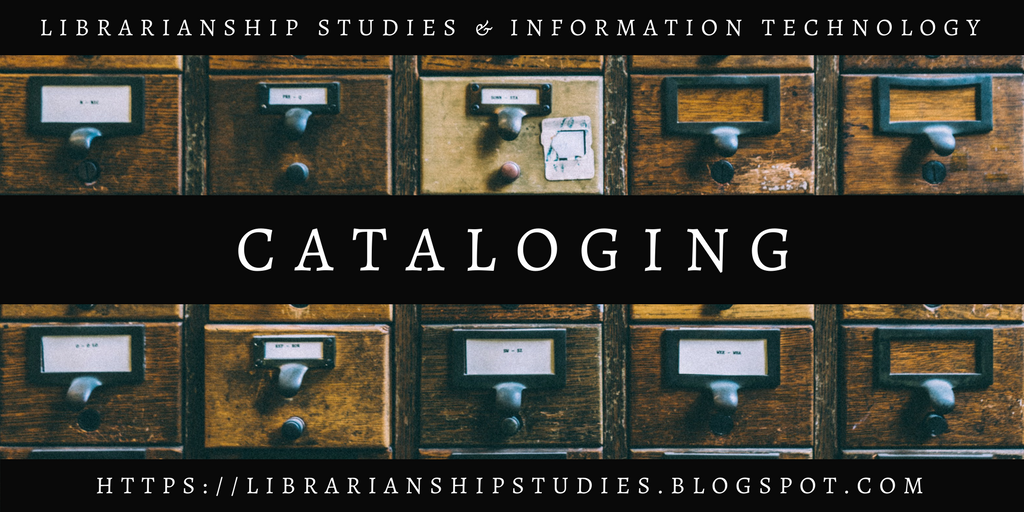 LIBRARIANSHIP STUDIES & INFORMATION TECHNOLOGY
CATALOGING
HTTPS://LIBRARIANSHIPSTUDIES.BLOGSPOT.COM